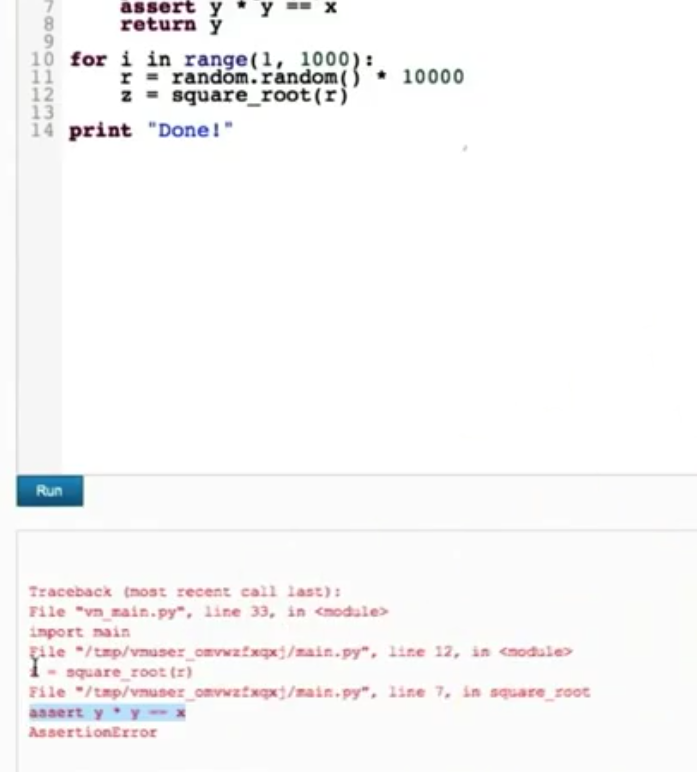 7 assert y * y == x
8 return y
9
10 for i in range(1, 1000):
11 r = random.random() * 10000
12 z = square_root(r)
13
14 print "Done!"
Run
Traceback (most recent call last):
File "vm_main.py", line 33, in <module>
import main
File "/tmp/vmuser_omvwzfxqxj/main.py", line 12, in <module>
= square_root(r)
File "/tmp/vmuser_omvwzfxqxj/main.py", line 7, in square_root
assert y * y == x
AssertionError